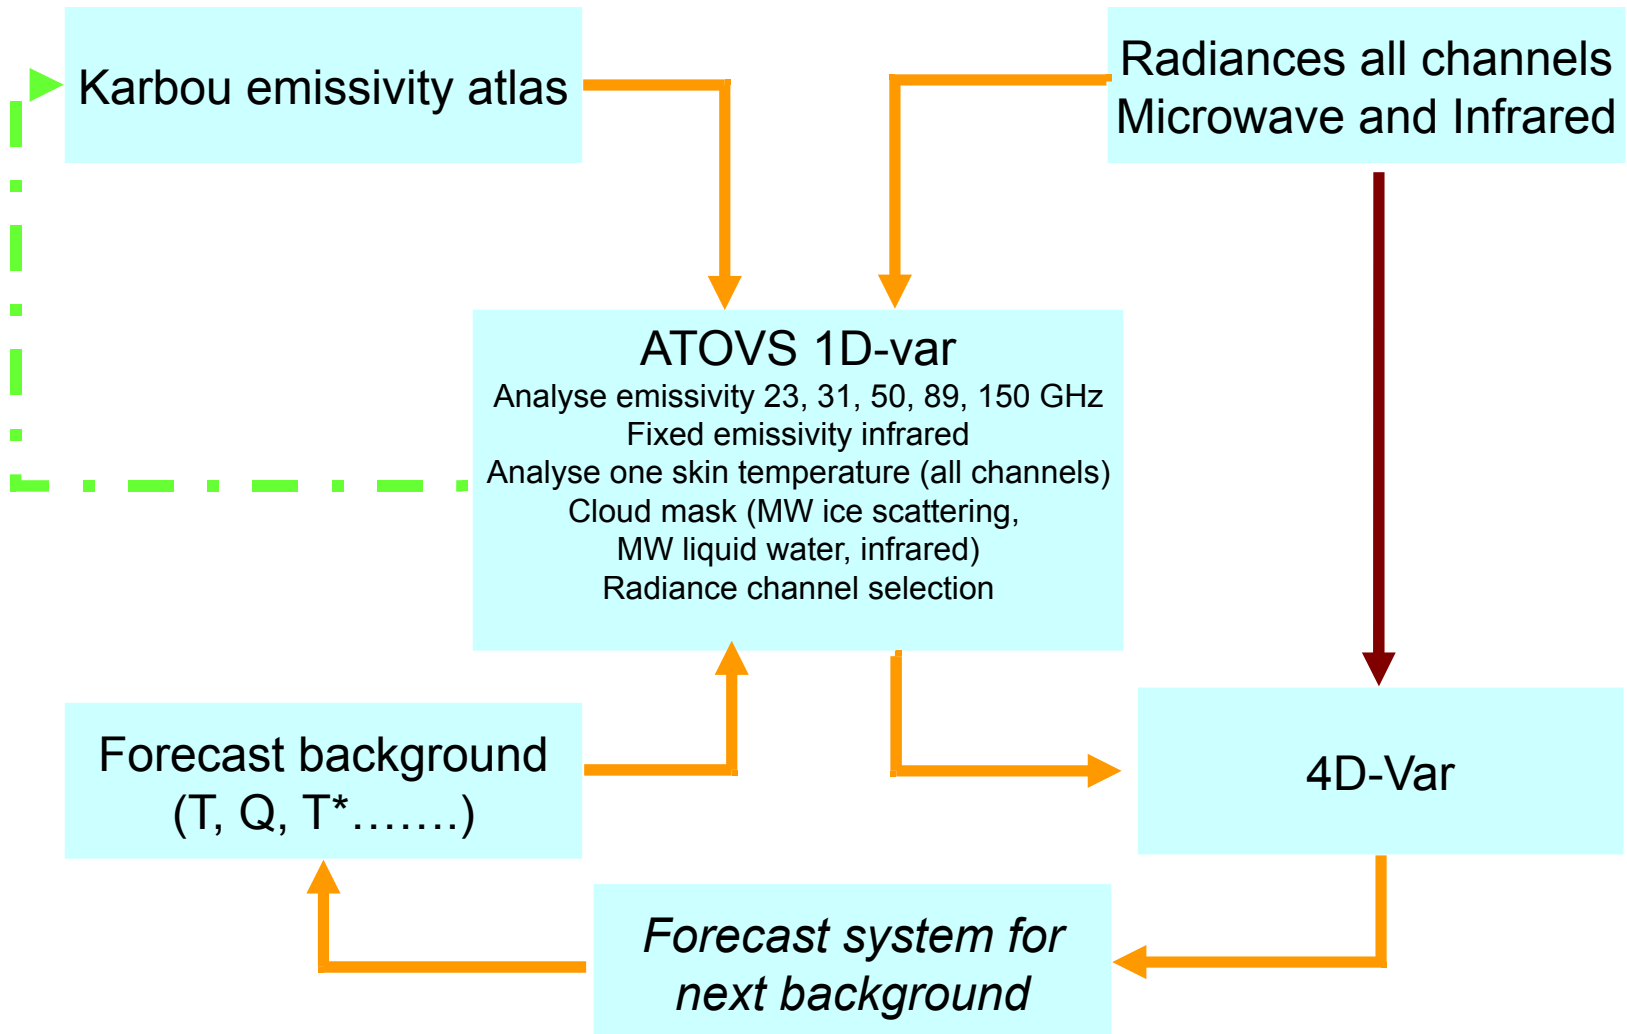 Karbou emissivity atlas
Radiances all channels
Microwave and Infrared
ATOVS 1D-var
Analyse emissivity 23, 31, 50, 89, 150 GHz
Fixed emissivity infrared
Analyse one skin temperature (all channels)
Cloud mask (MW ice scattering,
MW liquid water, infrared)
Radiance channel selection
Forecast background
(T, Q, T*…….)
4D-Var
Forecast system for
next background